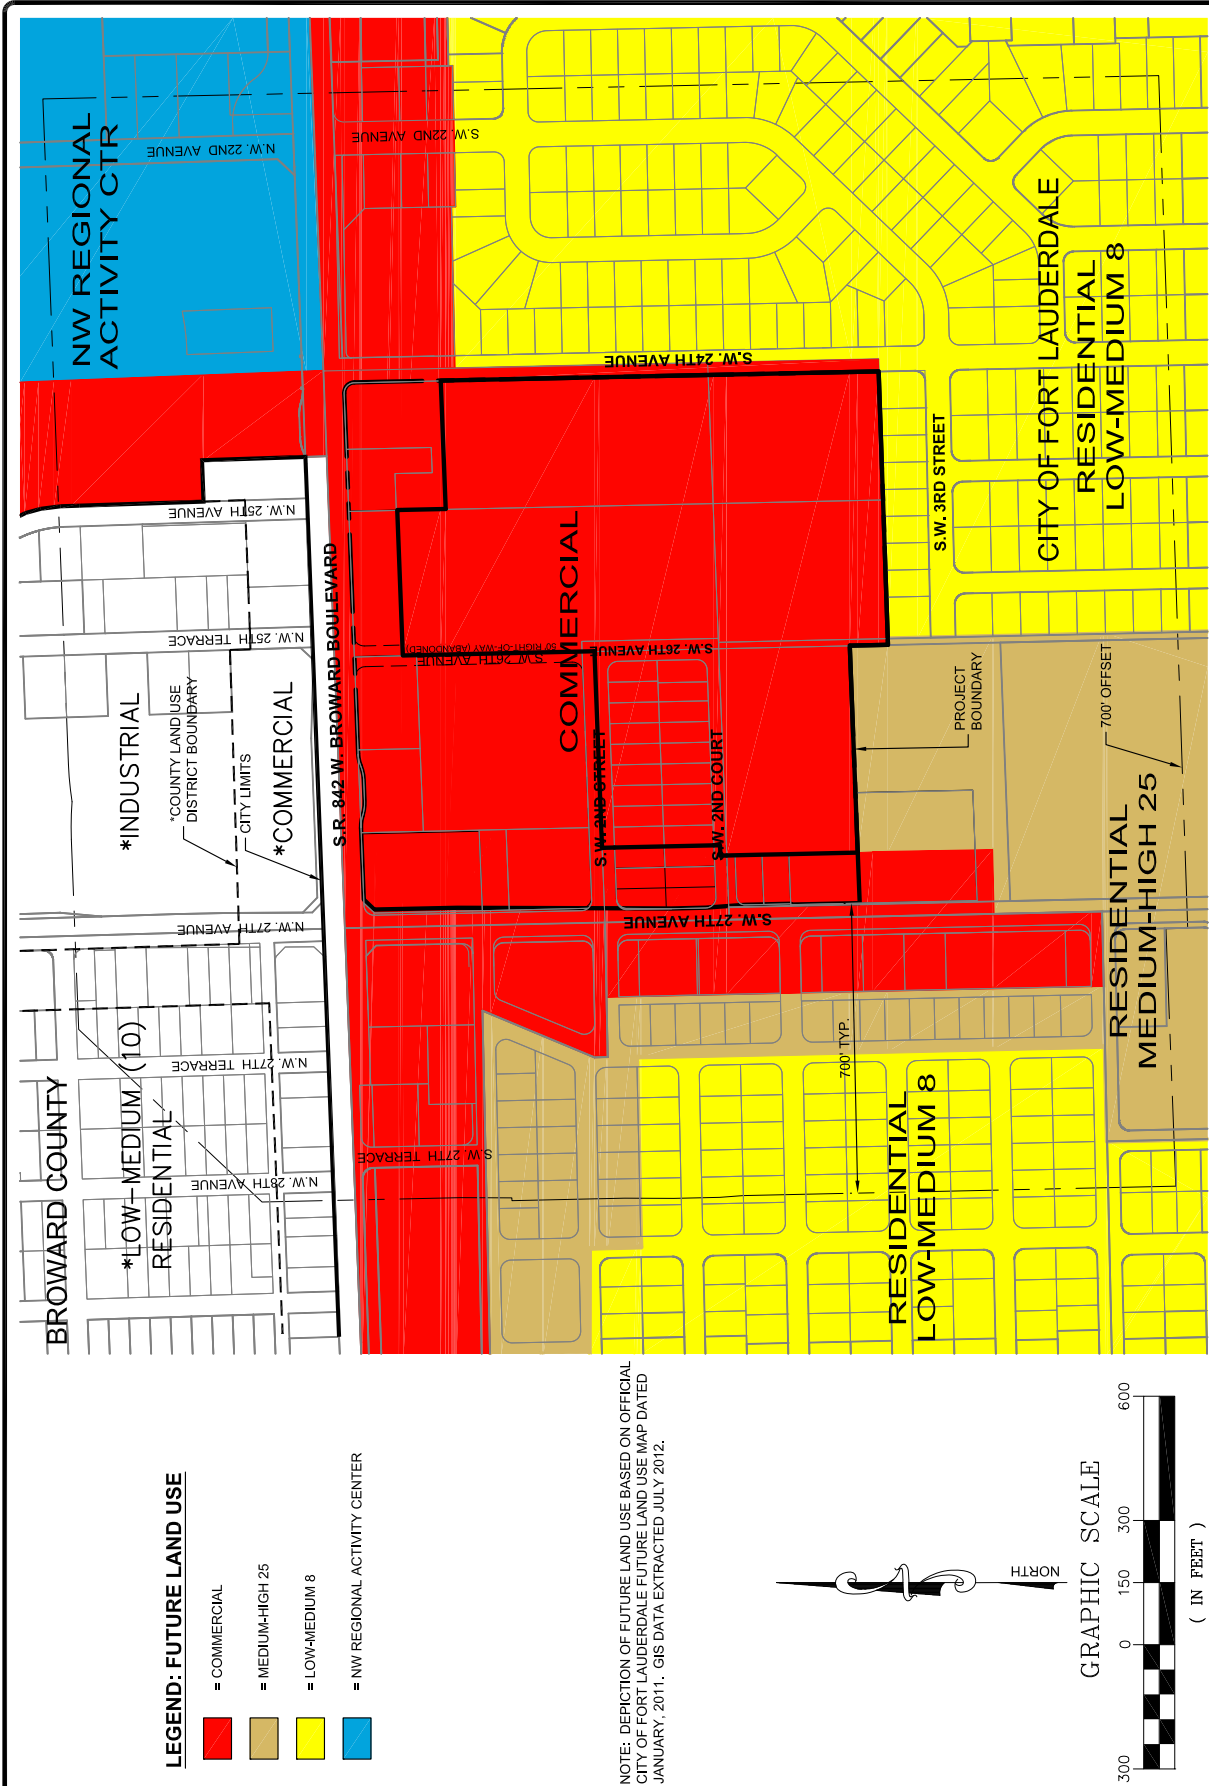 NW REGIONAL
ACTIVITY CTR
N.W. 22ND AVENUE
S.W. 22ND AVENUE
S.W. 24TH AVENUE
N.W. 25TH AVENUE
N.W. 25TH TERRACE
*INDUSTRIAL
*COUNTY LAND USE
DISTRICT BOUNDARY
CITY LIMITS
*COMMERCIAL
S.R. 842 W. BROWARD BOULEVARD
50' RIGHT-OF-WAY (ABANDONED)
S.W. 26TH AVENUE
S.W. 26TH AVENUE
COMMERCIAL
S.W. 2ND STREET
S.W. 2ND COURT
S.W. 3RD STREET
CITY OF FORT LAUDERDALE
RESIDENTIAL
LOW-MEDIUM 8
PROJECT
BOUNDARY
700' OFFSET
RESIDENTIAL
MEDIUM-HIGH 25
N.W. 27TH AVENUE
S.W. 27TH AVENUE
700' TYP.
BROWARD COUNTY
*LOW-MEDIUM (10)
RESIDENTIAL
N.W. 27TH TERRACE
S.W. 27TH TERRACE
N.W. 28TH AVENUE
RESIDENTIAL
LOW-MEDIUM 8
LEGEND: FUTURE LAND USE
= COMMERCIAL
= MEDIUM-HIGH 25
= LOW-MEDIUM 8
= NW REGIONAL ACTIVITY CENTER
NOTE: DEPICTION OF FUTURE LAND USE BASED ON OFFICIAL
CITY OF FORT LAUDERDALE FUTURE LAND USE MAP DATED
JANUARY, 2011. GIS DATA EXTRACTED JULY 2012.
NORTH
GRAPHIC SCALE
300 0 150 300 600
( IN FEET )